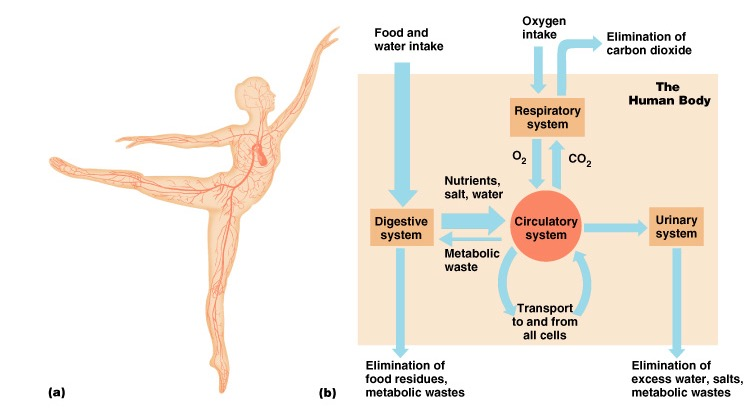 Food and
water intake
Oxygen
intake
Elimination of
carbon dioxide
The
Human Body
Respiratory
system
O2
CO2
Nutrients,
salt, water
Digestive
system
Circulatory
system
Urinary
system
Metabolic
waste
Transport
to and from
all cells
Elimination of
food residues,
metabolic wastes
Elimination of
excess water, salts,
metabolic wastes
(a)
(b)